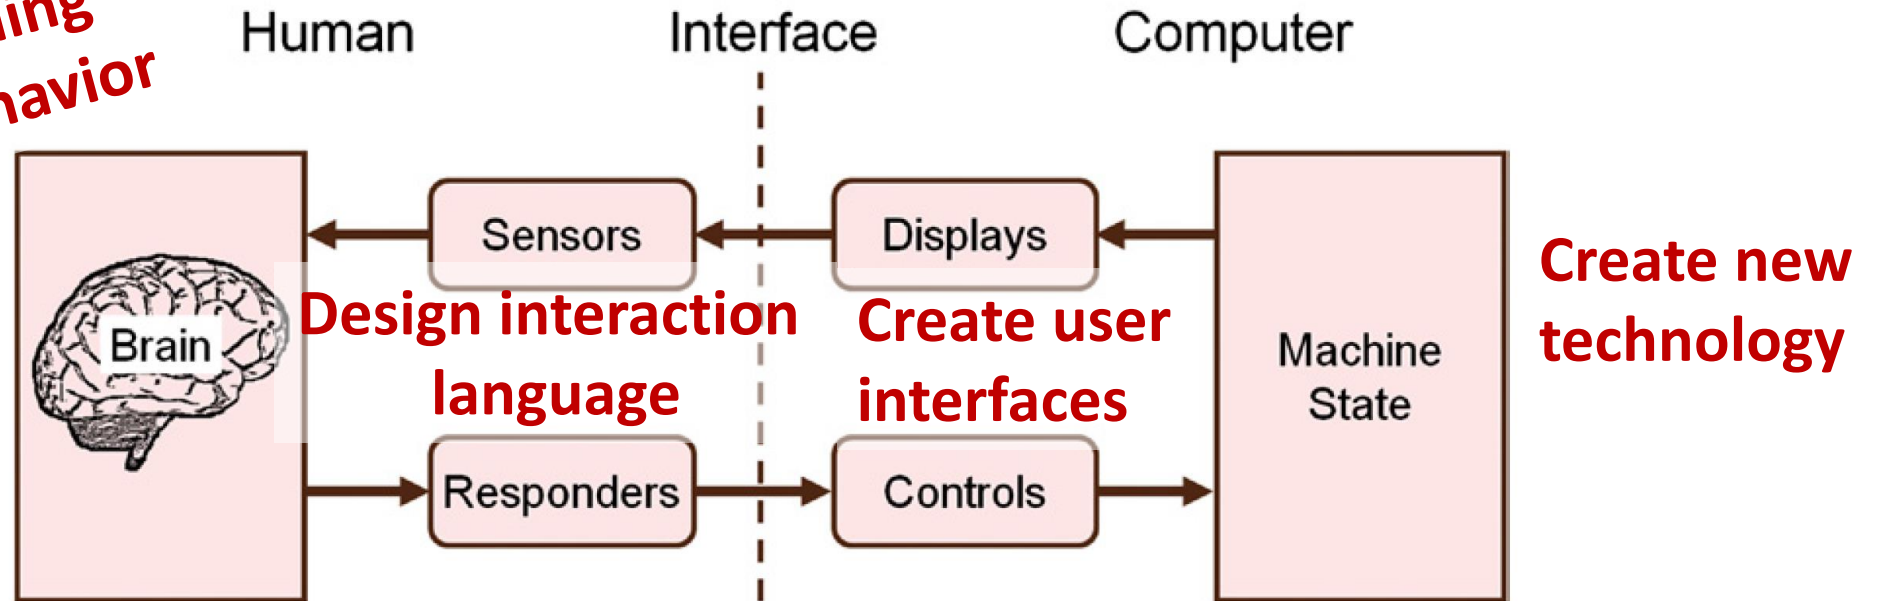 Human
Interface
Computer
Sensors
Displays
Design interaction
language
Create user
interfaces
Brain
Machine
State
Create new
technology
Responders
Controls